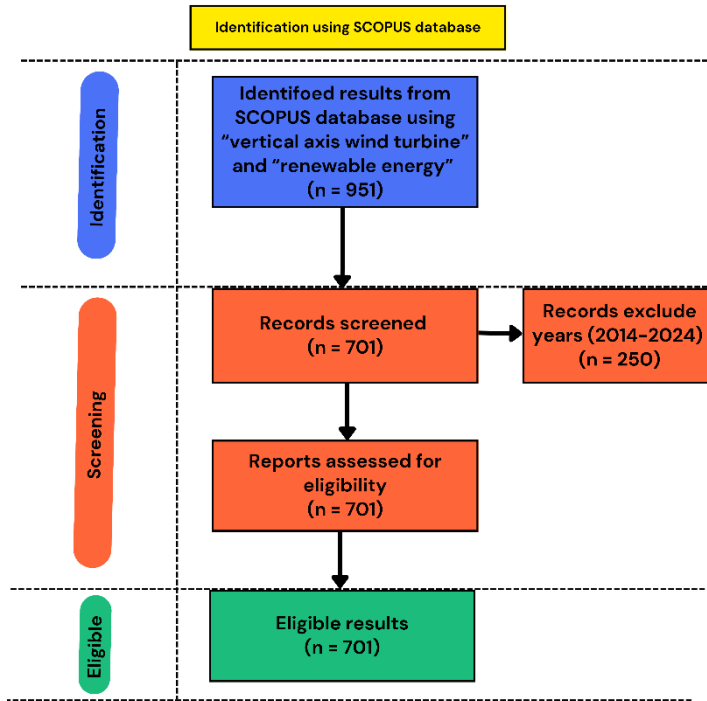 Identification using SCOPUS database
Identification
Identifoed results from
SCOPUS database using
“vertical axis wind turbine”
and “renewable energy”
(n = 951)
Screening
Records screened
(n = 701)
Records exclude
years (2014-2024)
(n = 250)
Reports assessed for
eligibility
(n = 701)
Eligible
Eligible results
(n = 701)